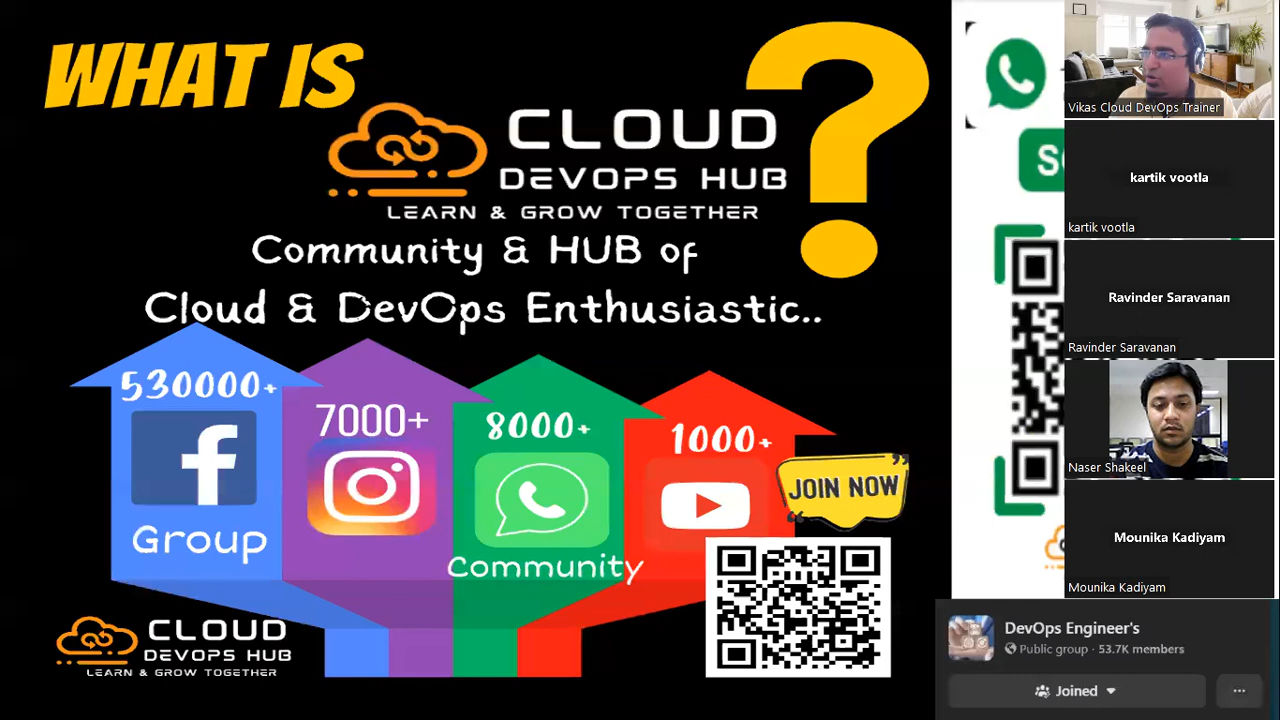 WHAT IS
CLOUD
DEVOPS HUB
LEARN & GROW TOGETHER
?
Community & HUB of
Cloud & DevOps Enthusiastic..
530000+
Group
7000+
8000+
Community
1000+
JOIN NOW
CLOUD
DEVOPS HUB
LEARN & GROW TOGETHER
Vikas Cloud DevOps Trainer
kartik vootla
kartik vootla
Ravinder Saravanan
Ravinder Saravanan
Naser Shakeel
Mounika Kadiyam
Mounika Kadiyam
DevOps Engineer's
Public group · 53.7K members
Joined